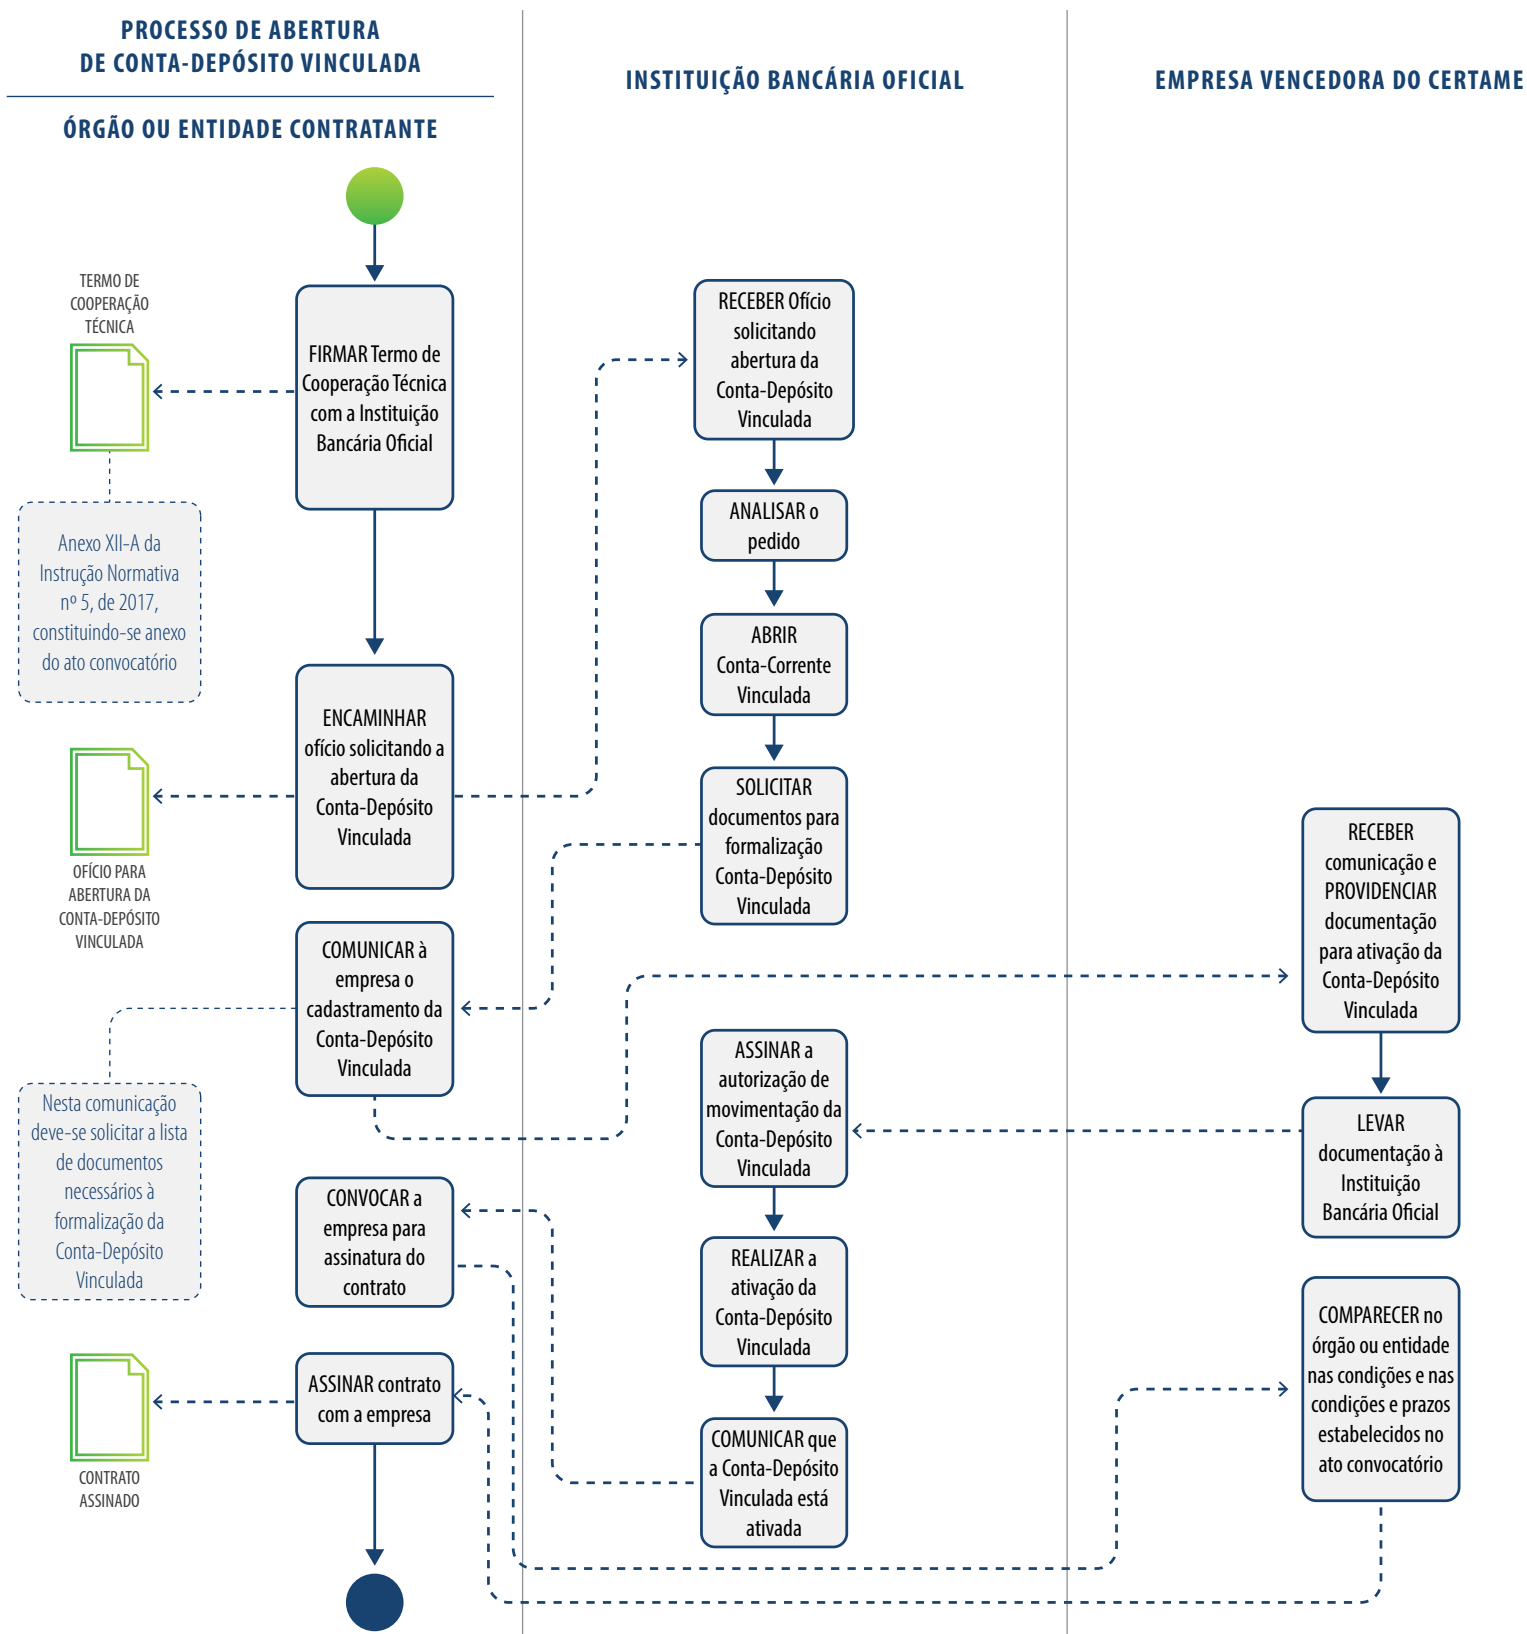 PROCESSO DE ABERTURA
DE CONTA-DEPÓSITO VINCULADA
ÓRGÃO OU ENTIDADE CONTRATANTE
INSTITUIÇÃO BANCÁRIA OFICIAL
EMPRESA VENCEDORA DO CERTAME
TERMO DE
COOPERAÇÃO
TÉCNICA
FIRMAR Termo de
Cooperação Técnica
com a Instituição
Bancária Oficial
Anexo XII-A da
Instrução Normativa
nº 5, de 2017,
constituindo-se anexo
do ato convocatório
ENCAMINHAR
ofício solicitando a
abertura da
Conta-Depósito
Vinculada
OFÍCIO PARA
ABERTURA DA
CONTA-DEPÓSITO
VINCULADA
COMUNICAR à
empresa o
cadastramento da
Conta-Depósito
Vinculada
Nesta comunicação
deve-se solicitar a lista
de documentos
necessários à
formalização da
Conta-Depósito
Vinculada
CONVOCAR a
empresa para
assinatura do
contrato
ASSINAR contrato
com a empresa
CONTRATO
ASSINADO
RECEBER Ofício
solicitando
abertura da
Conta-Depósito
Vinculada
ANALISAR o
pedido
ABRIR
Conta-Corrente
Vinculada
SOLICITAR
documentos para
formalização
Conta-Depósito
Vinculada
ASSINAR a
autorização de
movimentação da
Conta-Depósito
Vinculada
REALIZAR a
ativação da
Conta-Depósito
Vinculada
COMUNICAR que
a Conta-Depósito
Vinculada está
ativada
RECEBER
comunicação e
PROVIDENCIAR
documentação
para ativação da
Conta-Depósito
Vinculada
LEVAR
documentação à
Instituição
Bancária Oficial
COMPARECER no
órgão ou entidade
nas condições e nas
condições e prazos
estabelecidos no
ato convocatório